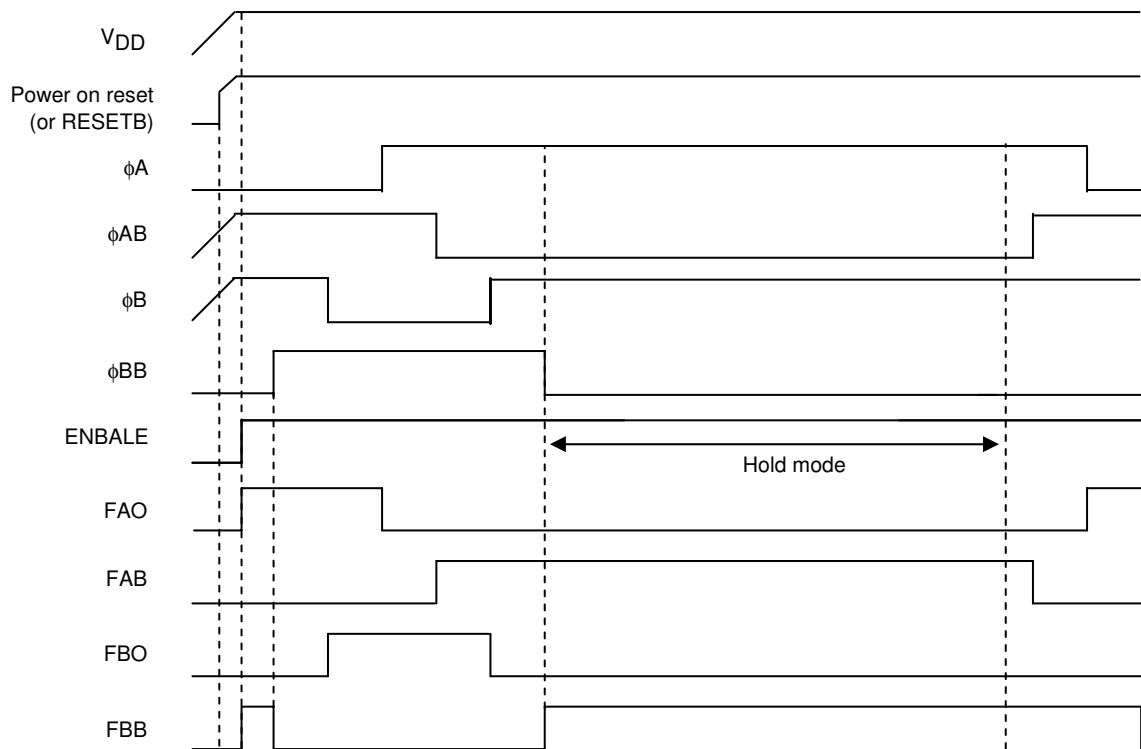 VDD
Power on reset
(or RESETB)
ϕA
ϕAB
ϕB
ϕBB
ENBALE
Hold mode
FAO
FAB
FBO
FBB